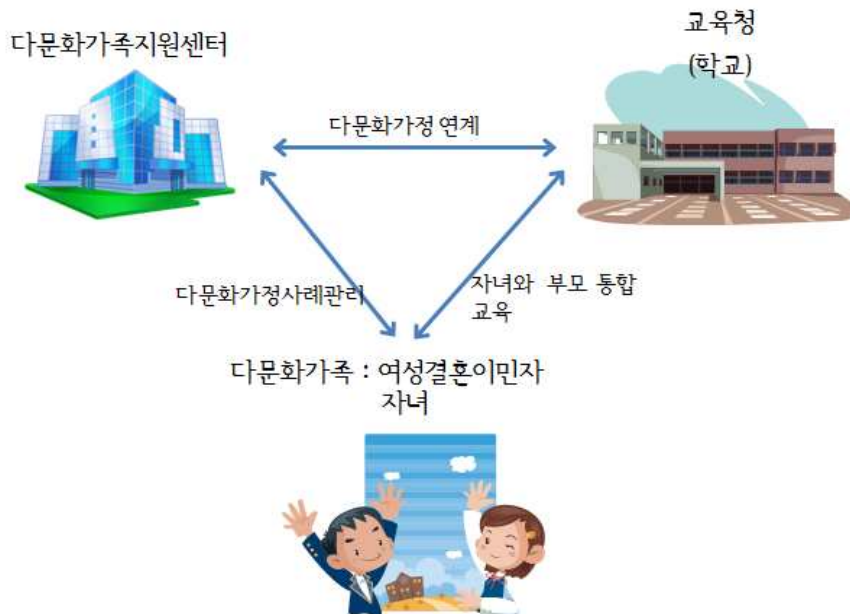 다문화가족지원센터
교육청
(학교)
다문화가정 연계
다문화가정사례관리
자녀와 부모 통합
교육
다문화가족 : 여성결혼이민자
자녀